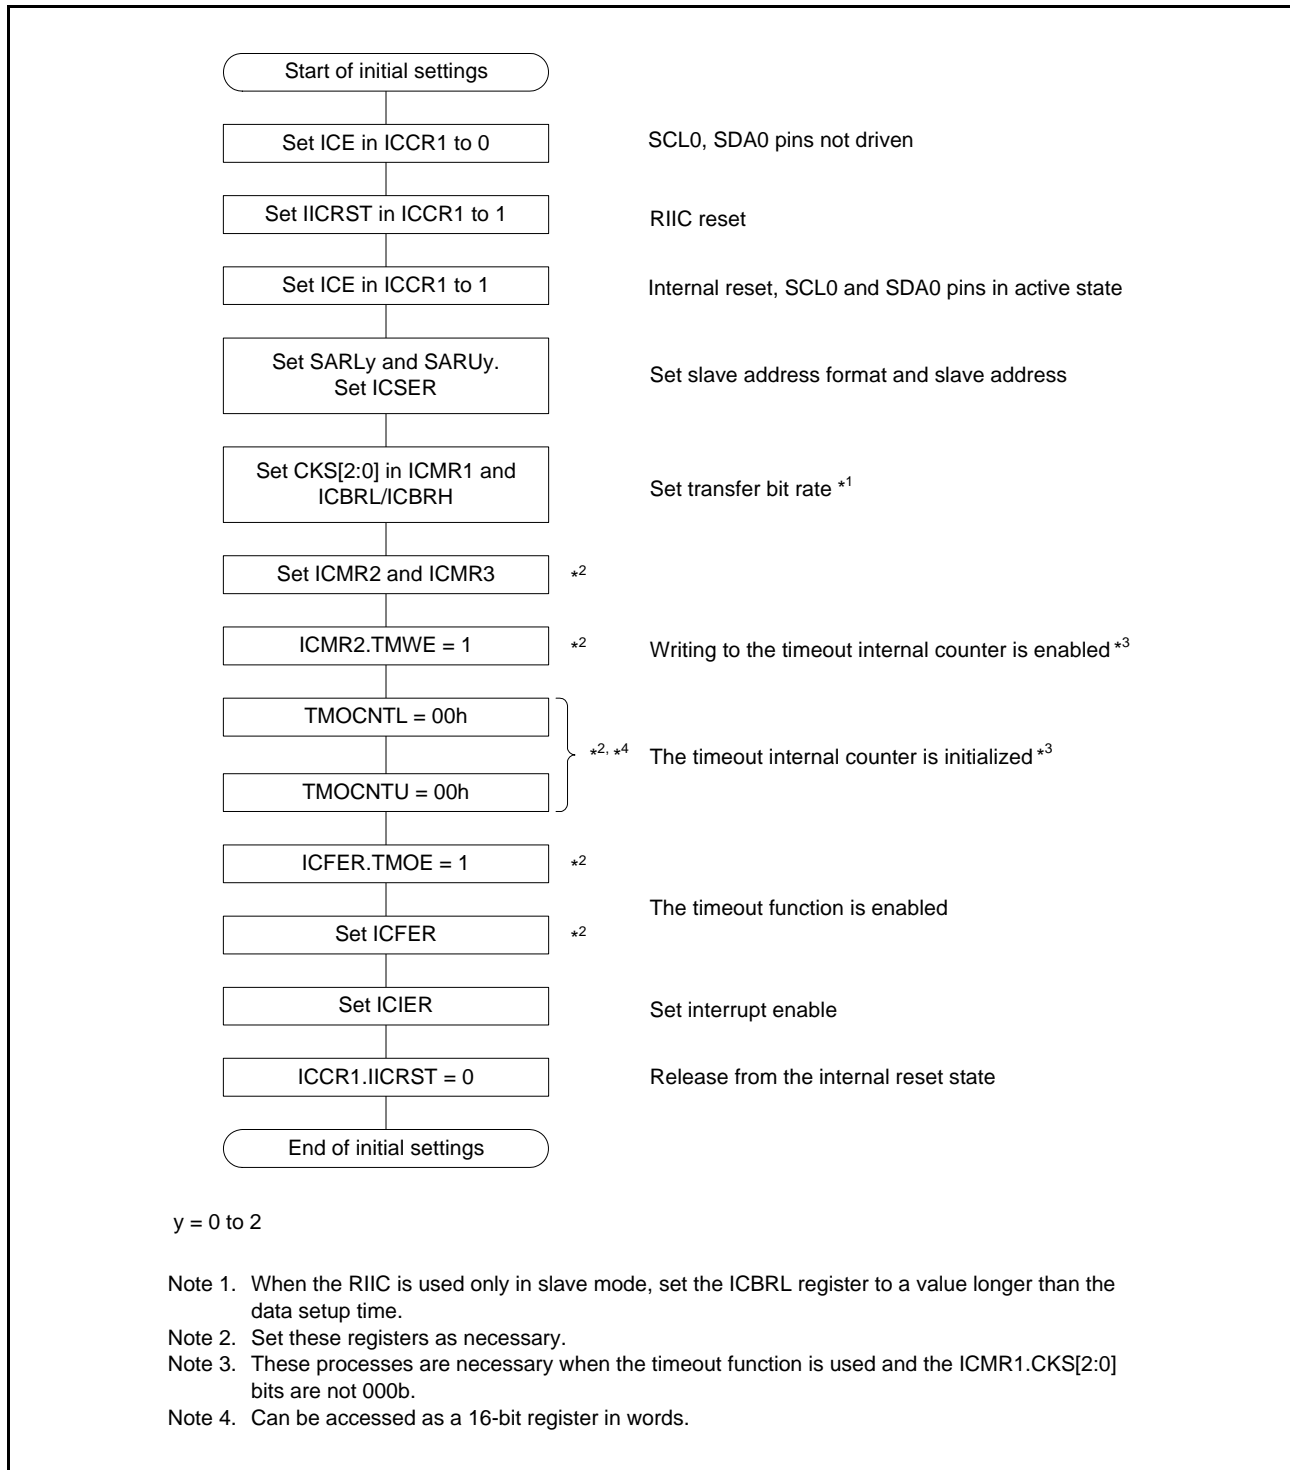 Start of initial settings
Set ICE in ICCR1 to 0
SCL0, SDA0 pins not driven
Set IICRST in ICCR1 to 1
RIIC reset
Set ICE in ICCR1 to 1
Internal reset, SCL0 and SDA0 pins in active state
Set SARLy and SARUy.
Set ICSER
Set slave address format and slave address
Set CKS[2:0] in ICMR1 and
ICBRL/ICBRH
Set transfer bit rate *1
Set ICMR2 and ICMR3
*2
ICMR2.TMWE = 1
*2
Writing to the timeout internal counter is enabled *3
TMOCNTL = 00h
*2, *4
The timeout internal counter is initialized *3
TMOCNTU = 00h
ICFER.TMOE = 1
*2
The timeout function is enabled
Set ICFER
*2
Set ICIER
Set interrupt enable
ICCR1.IICRST = 0
Release from the internal reset state
End of initial settings
y = 0 to 2
Note 1. When the RIIC is used only in slave mode, set the ICBRL register to a value longer than the
data setup time.
Note 2. Set these registers as necessary.
Note 3. These processes are necessary when the timeout function is used and the ICMR1.CKS[2:0]
bits are not 000b.
Note 4. Can be accessed as a 16-bit register in words.